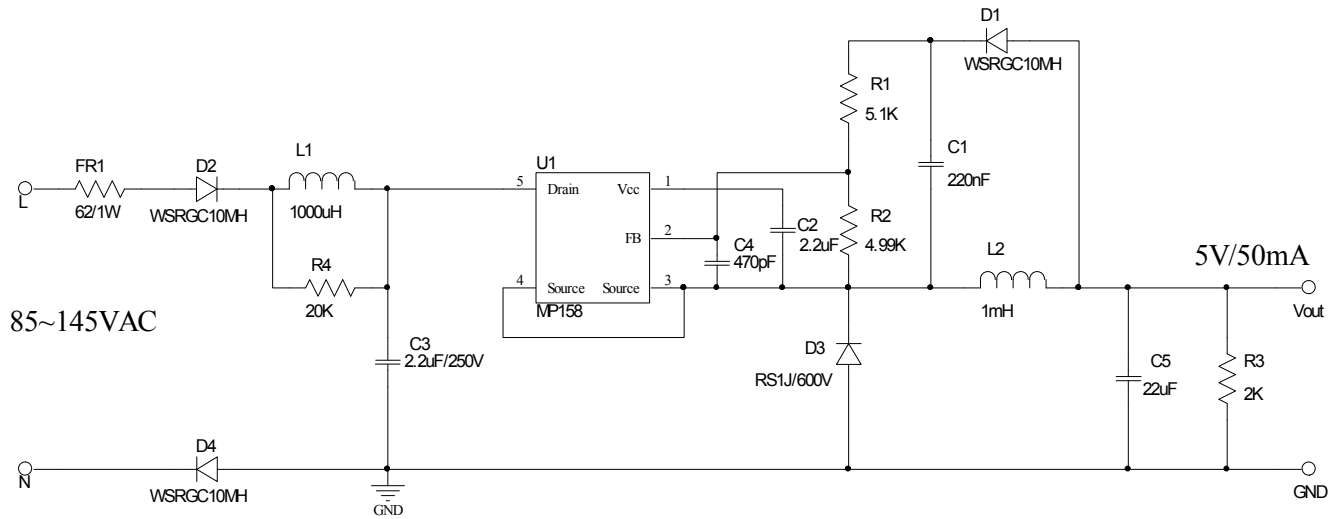 D1
WSRGC10MH
R1
5.1K
C1
220nF
FR1
62/1W
L
D2
WSRGC10MH
L1
1000uH
U1
5
Drain
Vcc
1
FB
2
4
Source
Source
3
MP158
C4
470pF
C2
2.2uF
R2
4.99K
L2
1mH
5V/50mA
Vout
R4
20K
85~145VAC
C3
2.2uF/250V
D3
RS1J/600V
C5
22uF
R3
2K
D4
WSRGC10MH
N
GND
GND